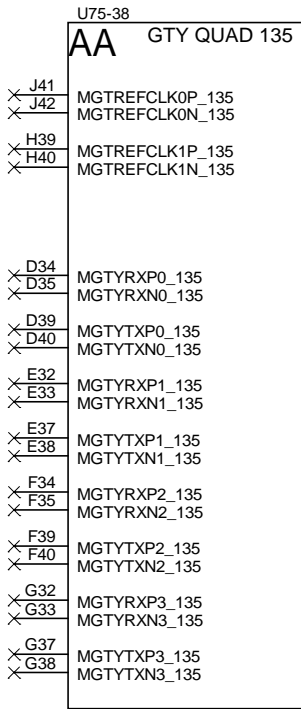 U75-38
AA GTY QUAD 135
J41 MGTREFCLK0P_135
J42 MGTREFCLK0N_135
H39 MGTREFCLK1P_135
H40 MGTREFCLK1N_135
D34 MGTYRXP0_135
D35 MGTYRXN0_135
D39 MGTYTXP0_135
D40 MGTYTXN0_135
E32 MGTYRXP1_135
E33 MGTYRXN1_135
E37 MGTYTXP1_135
E38 MGTYTXN1_135
F34 MGTYRXP2_135
F35 MGTYRXN2_135
F39 MGTYTXP2_135
F40 MGTYTXN2_135
G32 MGTYRXP3_135
G33 MGTYRXN3_135
G37 MGTYTXP3_135
G38 MGTYTXN3_135